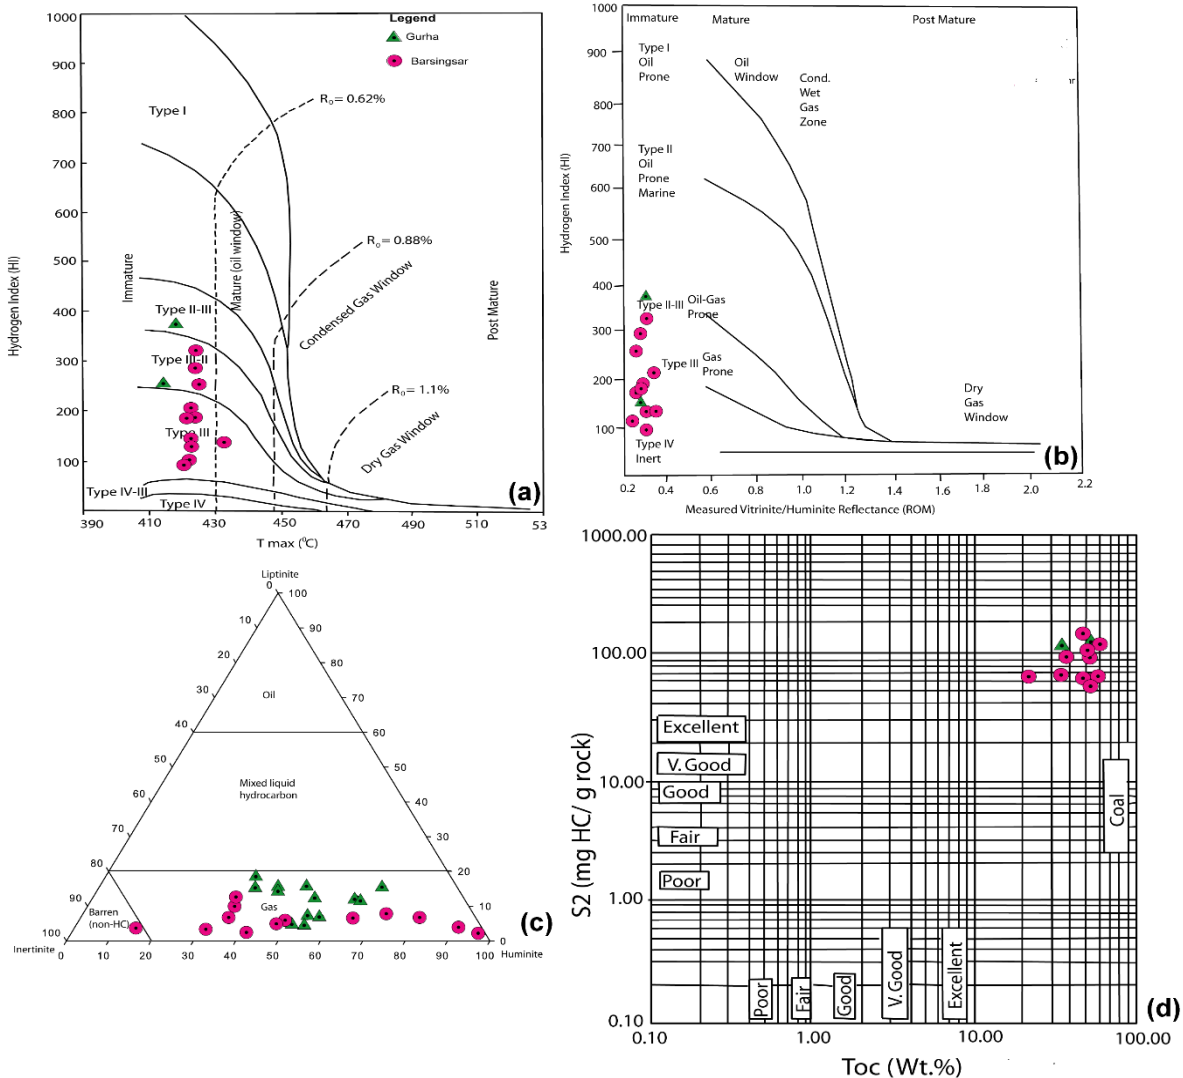 Legend
Gurha
Barsingsar
1000
900
800
700
600
500
400
300
200
100
0
Hydrogen Index (HI)
Type I
R₀= 0.62%
R₀= 0.88%
R₀= 1.1%
Immature
Mature (oil window)
Condensed Gas Window
Dry Gas Window
Post Mature
Type II-III
Type III-II
Type III
Type IV-III
Type IV
(a)
390
410
430
450
470
490
510
53
T max (⁰C)
1000
900
800
700
600
500
400
300
200
100
Hydrogen Index (HI)
Immature
Mature
Post Mature
Type I
Oil
Prone
Oil
Window
Cond.
Wet
Gas
Zone
Type II
Oil
Prone
Marine
Type II-III
Oil-Gas
Prone
Type III
Gas
Prone
Dry
Gas
Window
Type IV
Inert
(b)
0.2
0.4
0.6
0.8
1.0
1.2
1.4
1.6
1.8
2.0
2.2
Measured Vitrinite/Huminite Reflectance (ROM)
Liptinite
0
100
10
90
20
80
30
70
40
60
50
50
60
40
70
30
80
20
90
10
100
0
Oil
Mixed liquid
hydrocarbon
Gas
Barren
(non-HC)
(c)
Inertinite
Huminite
10
20
30
40
50
60
70
80
90
100
1000.00
100.00
10.00
1.00
0.10
S2 (mg HC/ g rock)
Excellent
V. Good
Good
Fair
Poor
Coal
Poor
Fair
Good
V. Good
Excellent
(d)
0.10
1.00
10.00
100.00
Toc (Wt.%)